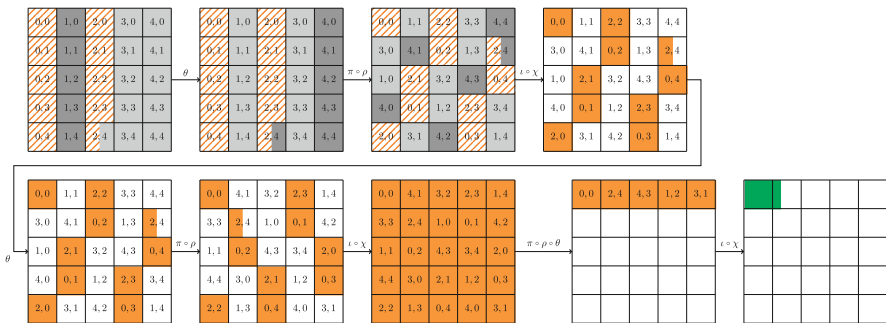 0,0 1,0 2,0 3,0 4,0
0,1 1,1 2,1 3,1 4,1
0,2 1,2 2,2 3,2 4,2
0,3 1,3 2,3 3,3 4,3
0,4 1,4 2,4 3,4 4,4
θ
0,0 1,0 2,0 3,0 4,0
0,1 1,1 2,1 3,1 4,1
0,2 1,2 2,2 3,2 4,2
0,3 1,3 2,3 3,3 4,3
0,4 1,4 2,4 3,4 4,4
π ∘ ρ
0,0 1,1 2,2 3,3 4,4
3,0 4,1 0,2 1,3 2,4
1,0 2,1 3,2 4,3 0,4
4,0 0,1 1,2 2,3 3,4
2,0 3,1 4,2 0,3 1,4
ι ∘ χ
0,0 1,1 2,2 3,3 4,4
3,0 4,1 0,2 1,3 2,4
1,0 2,1 3,2 4,3 0,4
4,0 0,1 1,2 2,3 3,4
2,0 3,1 4,2 0,3 1,4
θ
0,0 1,1 2,2 3,3 4,4
3,0 4,1 0,2 1,3 2,4
1,0 2,1 3,2 4,3 0,4
4,0 0,1 1,2 2,3 3,4
2,0 3,1 4,2 0,3 1,4
π ∘ ρ
0,0 4,1 3,2 2,3 1,4
3,3 2,4 1,0 0,1 4,2
1,1 0,2 4,3 3,4 2,0
4,4 3,0 2,1 1,2 0,3
2,2 1,3 0,4 4,0 3,1
ι ∘ χ
0,0 4,1 3,2 2,3 1,4
3,3 2,4 1,0 0,1 4,2
1,1 0,2 4,3 3,4 2,0
4,4 3,0 2,1 1,2 0,3
2,2 1,3 0,4 4,0 3,1
π ∘ ρ ∘ θ
0,0 2,4 4,3 1,2 3,1
ι ∘ χ